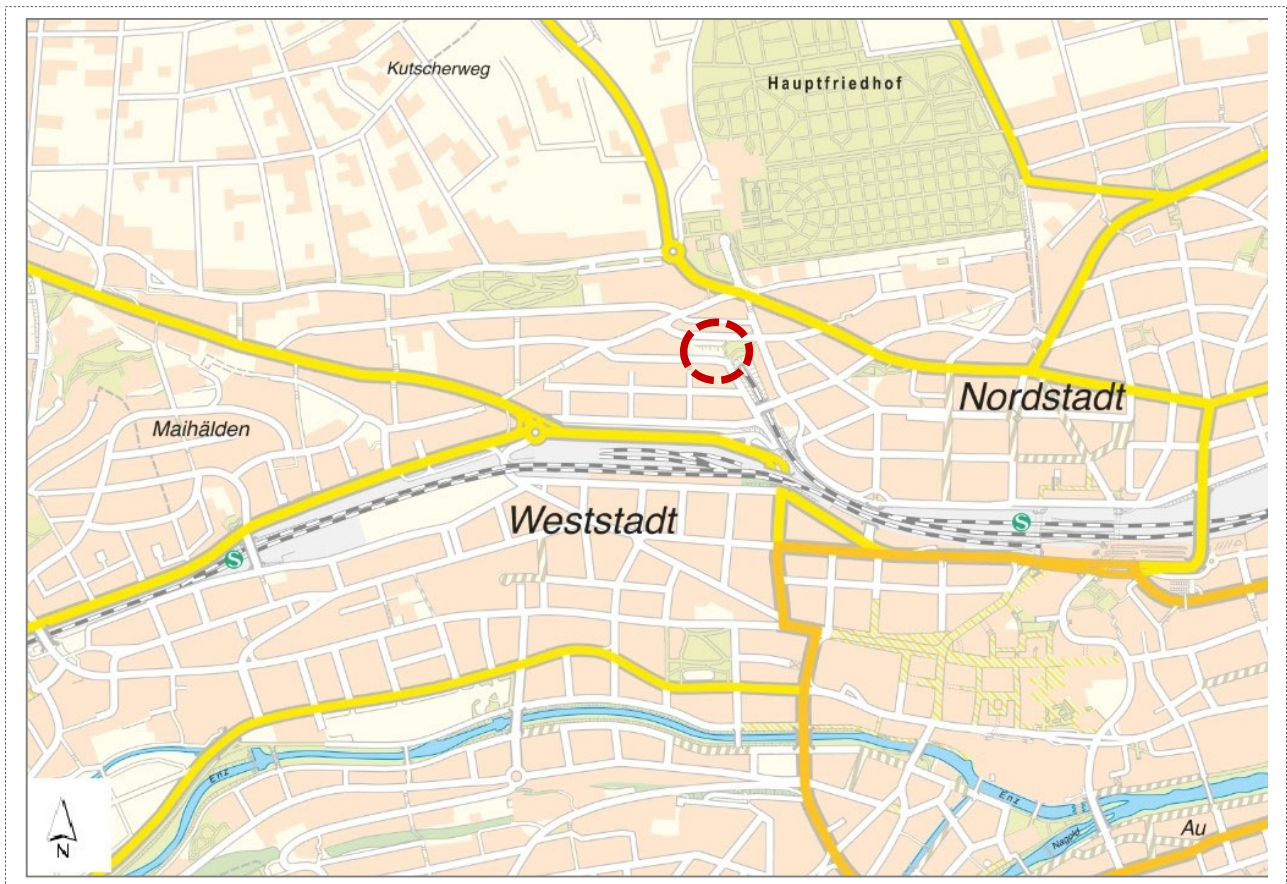 Kutscherweg
Hauptfriedhof
Nordstadt
Maihälden
Weststadt
S
S
Enz
Enz
Nagold
Au
N